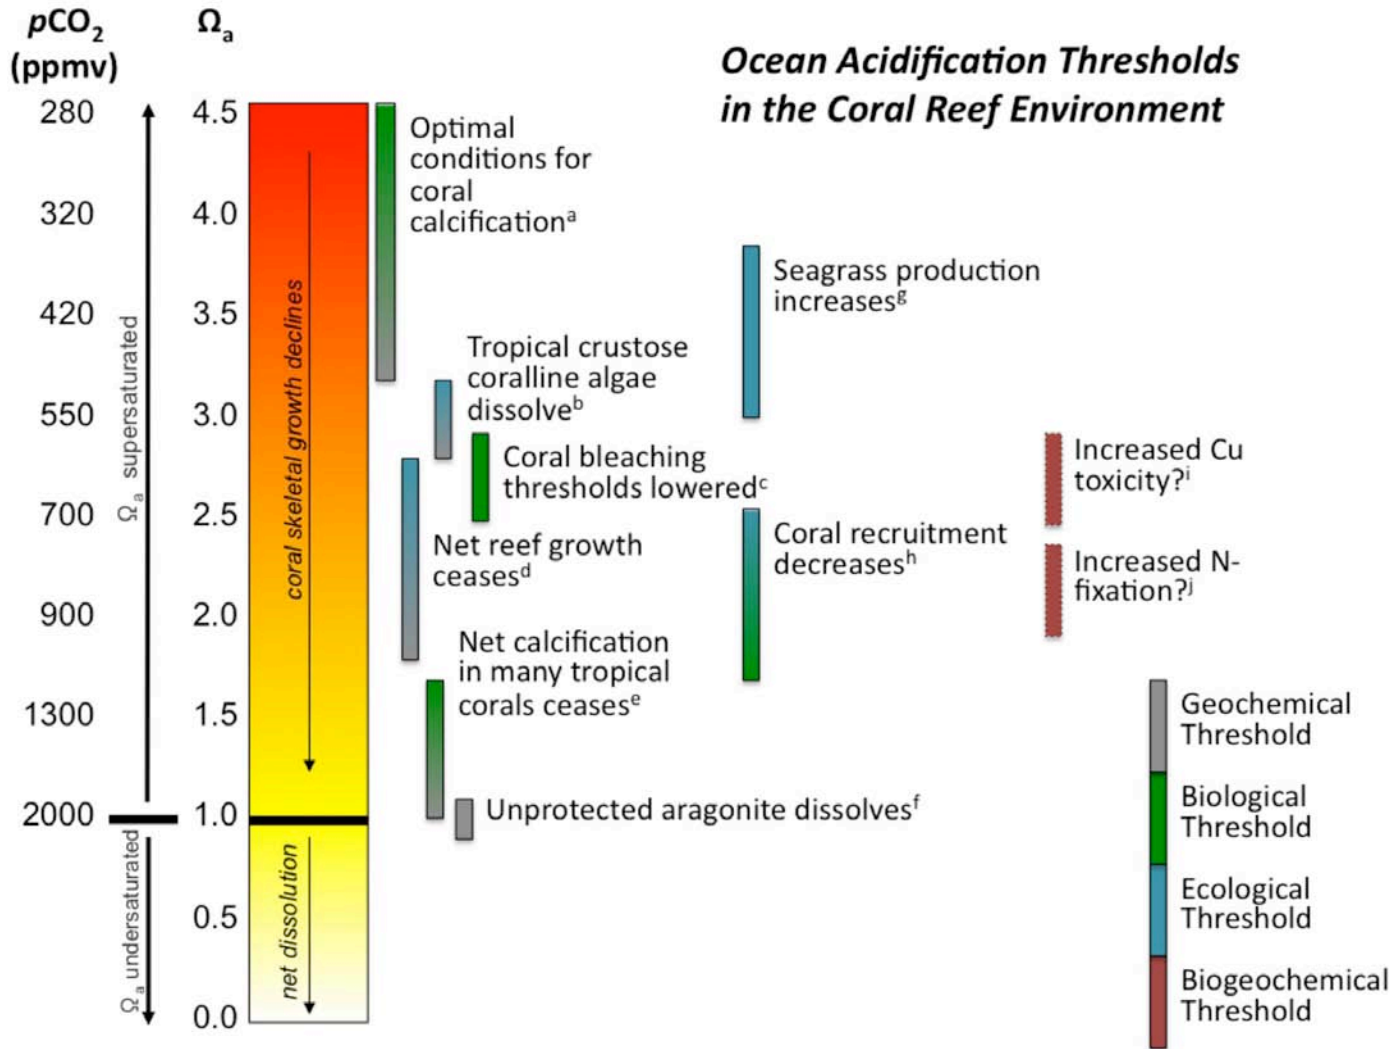 pCO₂
(ppmv)
Ωₐ
Ocean Acidification Thresholds
in the Coral Reef Environment
280
320
420
550
700
900
1300
2000
Ωₐ supersaturated
Ωₐ undersaturated
4.5
4.0
3.5
3.0
2.5
2.0
1.5
1.0
0.5
0.0
coral skeletal growth declines
net dissolution
Optimal
conditions for
coral
calcificationᵃ
Tropical crustose
coralline algae
dissolveᵇ
Coral bleaching
thresholds loweredᶜ
Net reef growth
ceasesᵈ
Net calcification
in many tropical
corals ceasesᵉ
Unprotected aragonite dissolvesᶠ
Seagrass production
increasesᵍ
Coral recruitment
decreasesʰ
Increased Cu
toxicity?ⁱ
Increased N-
fixation?ʲ
Geochemical
Threshold
Biological
Threshold
Ecological
Threshold
Biogeochemical
Threshold